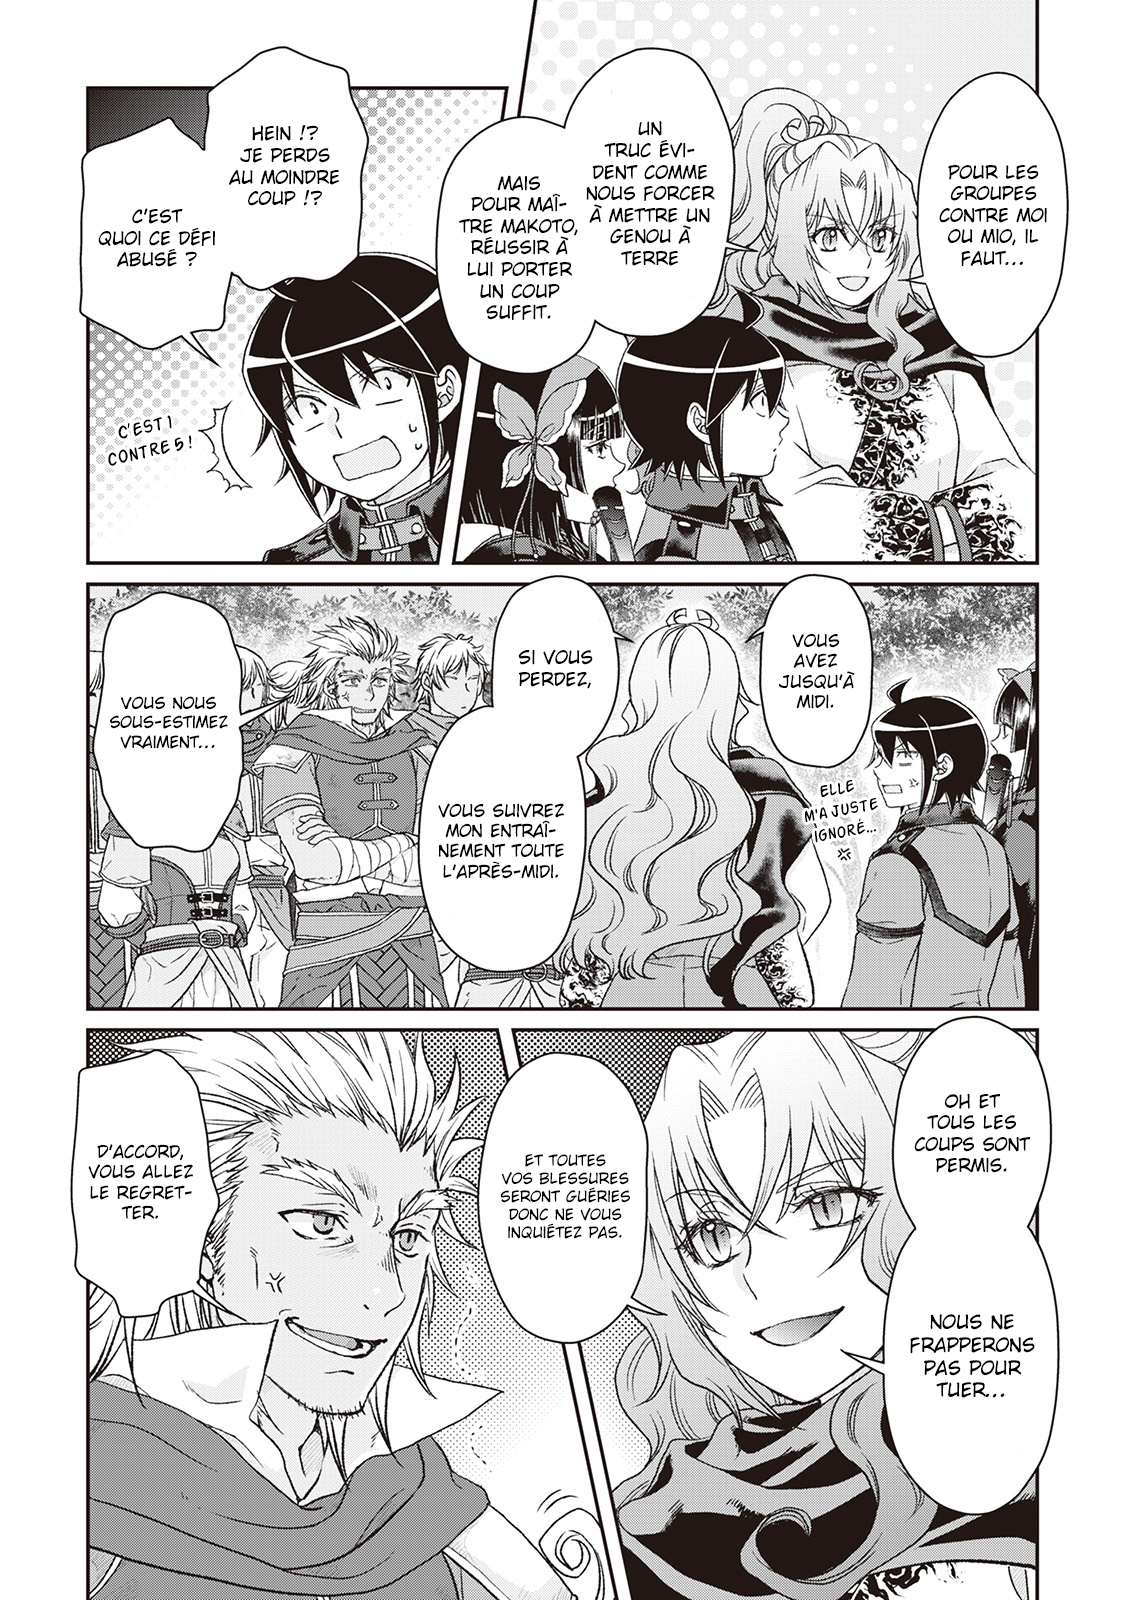 POUR LES
GROUPES
CONTRE MOI
OU MIO, IL
FAUT...
UN
TRUC ÉVI-
DENT COMME
NOUS FORCER
À METTRE UN
GENOU À
TERRE
MAIS
POUR MAÎ-
TRE MAKOTO,
RÉUSSIR À
LUI PORTER
UN COUP
SUFFIT.
HEIN !?
JE PERDS
AU MOINDRE
COUP !?
C'EST
QUOI CE DÉFI
ABUSÉ ?
C'EST 1
CONTRE 5 !
VOUS
AVEZ
JUSQU'À
MIDI.
ELLE
M'A JUSTE
IGNORÉ...
SI VOUS
PERDEZ,
VOUS SUIVREZ
MON ENTRAÎ-
NEMENT TOUTE
L'APRÈS-MIDI.
VOUS NOUS
SOUS-ESTIMEZ
VRAIMENT...
OH ET
TOUS LES
COUPS SONT
PERMIS.
NOUS NE
FRAPPERONS
PAS POUR
TUER...
ET TOUTES
VOS BLESSURES
SERONT GUÉRIES
DONC NE VOUS
INQUIÉTEZ PAS.
D'ACCORD,
VOUS ALLEZ
LE REGRET-
TER.